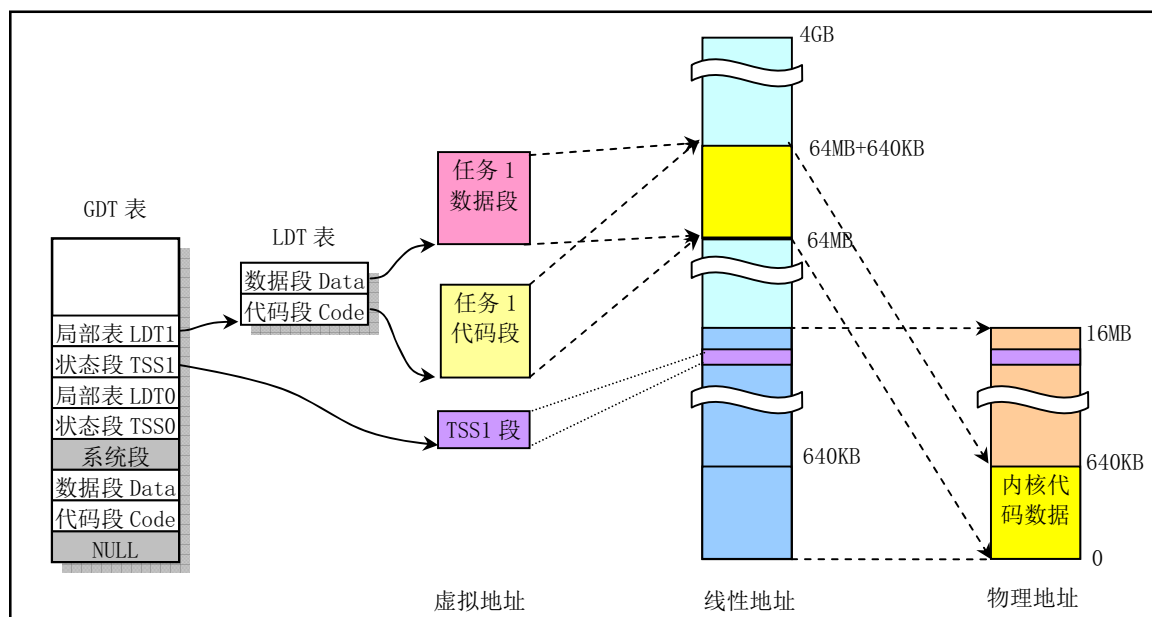 GDT 表
局部表 LDT1
状态段 TSS1
局部表 LDT0
状态段 TSS0
系统段
数据段 Data
代码段 Code
NULL
LDT 表
数据段 Data
代码段 Code
任务 1
数据段
任务 1
代码段
TSS1 段
虚拟地址
4GB
64MB+640KB
64MB
640KB
线性地址
16MB
640KB
内核代
码数据
0
物理地址